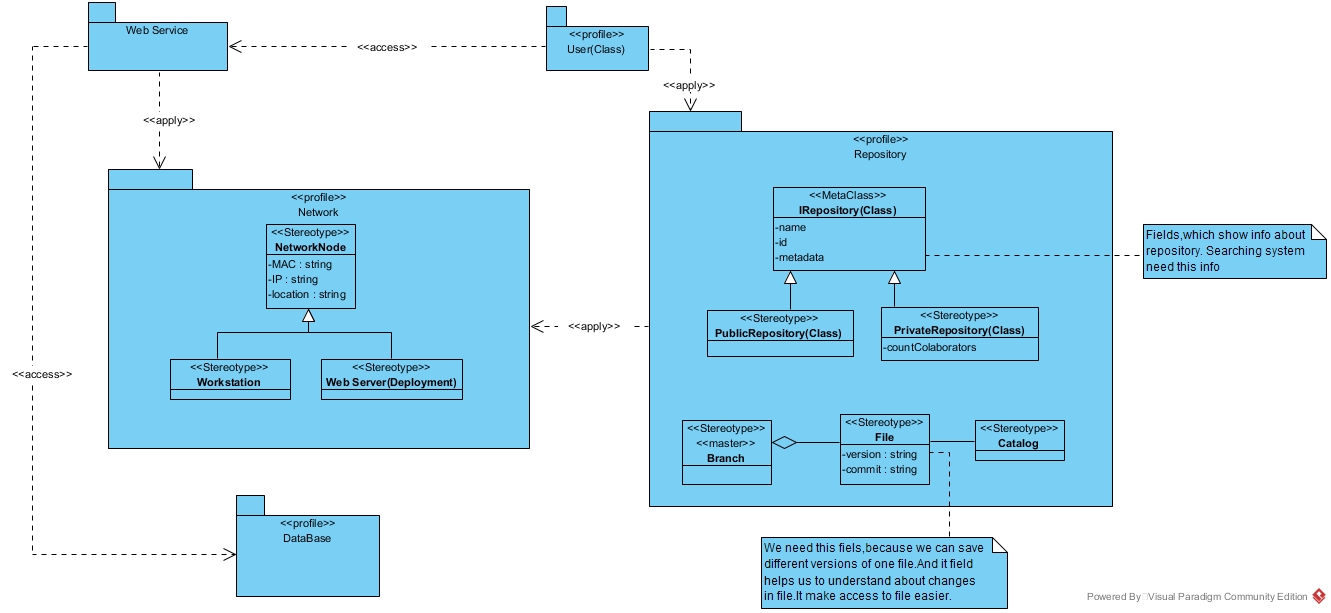 Web Service
<<profile>>
User(Class)
<<access>>
<<apply>>
<<apply>>
<<profile>>
Network
<<Stereotype>>
NetworkNode
-MAC : string
-IP : string
-location : string
<<Stereotype>>
Workstation
<<Stereotype>>
Web Server(Deployment)
<<apply>>
<<access>>
<<profile>>
Repository
<<MetaClass>>
IRepository(Class)
-name
-id
-metadata
<<Stereotype>>
PublicRepository(Class)
<<Stereotype>>
PrivateRepository(Class)
-countColaborators
Fields,which show info about
repository. Searching system
need this info
<<Stereotype>>
<<master>>
Branch
<<Stereotype>>
File
-version : string
-commit : string
<<Stereotype>>
Catalog
<<profile>>
DataBase
We need this fiels,because we can save
different versions of one file.And it field
helps us to understand about changes
in file.It make access to file easier.
Powered By Visual Paradigm Community Edition